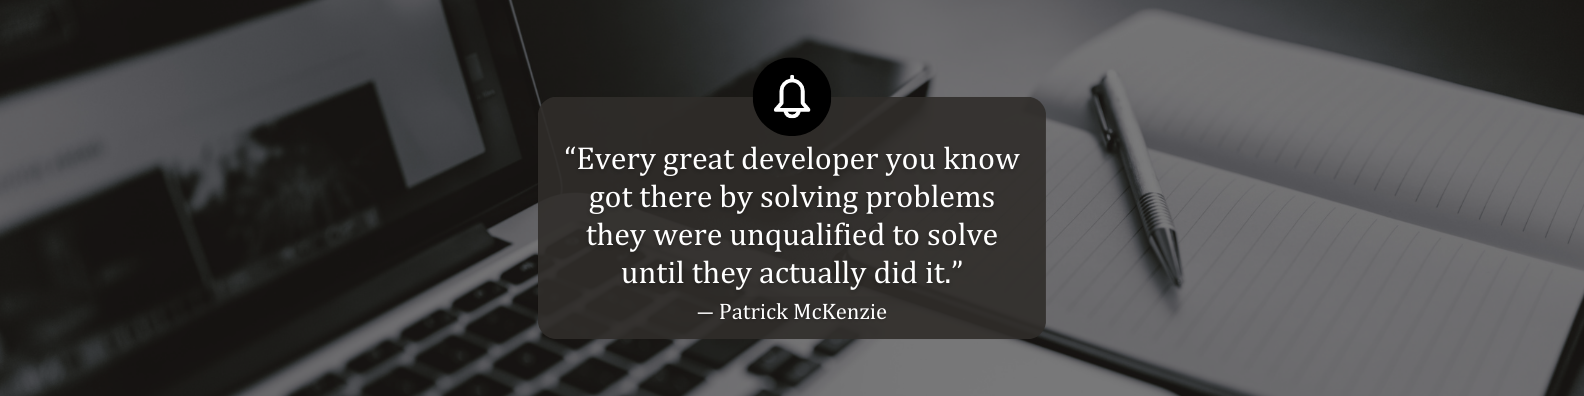 “Every great developer you know
got there by solving problems
they were unqualified to solve
until they actually did it.”
— Patrick McKenzie